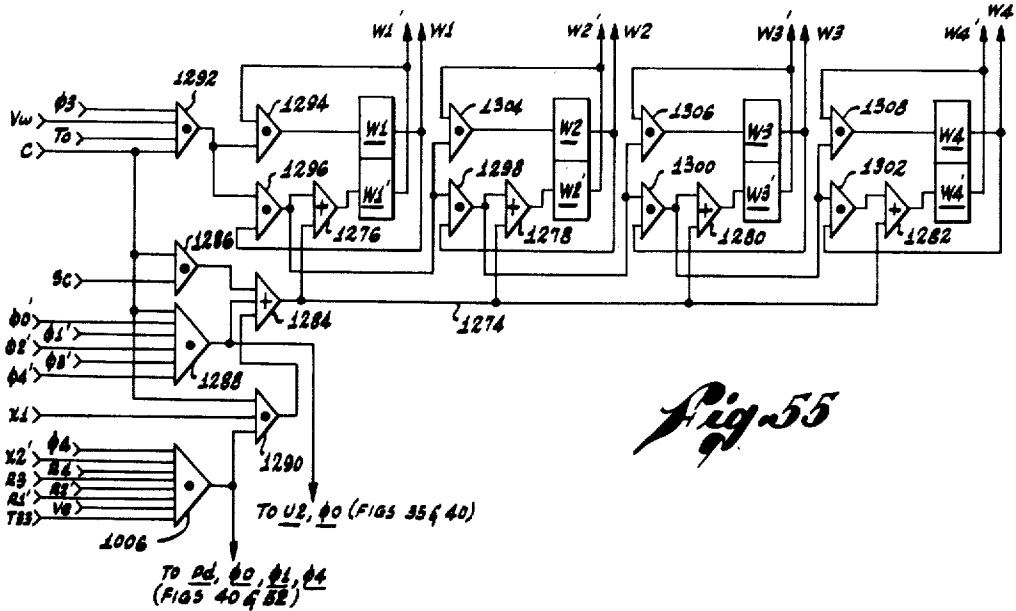 W1' W1 W2' W2 W3' W3 W4' W4
1292
ϕ3
Vw
To
C
1294 1304 1306 1308
W1 W2 W3 W4
1296 1298 1300 1302
W1' W2' W3' W4'
1276 1278 1280 1282
1286
Sc
1284
1274
ϕ0'
ϕ1'
ϕ2'
ϕ3'
ϕ4'
1288
X1
1290
ϕ4
X2'
R4
R3
R2'
R1'
TB3
1006
Fig. 55
TO U2, ϕ0 (FIGS 35 & 40)
TO Dd, ϕ0, ϕ1, ϕ4
(FIGS 40 & 52)